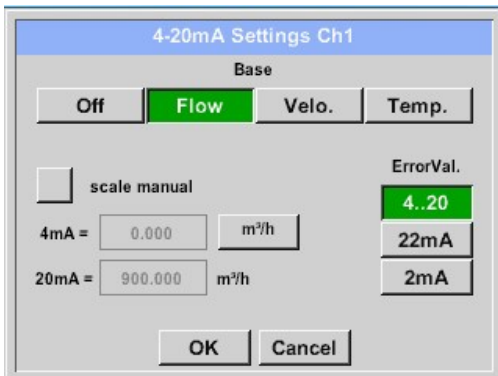 4-20mA Settings Ch1
Base
Off Flow Velo. Temp.
ErrorVal.
scale manual
4..20
4mA = 0.000 m³/h
22mA
20mA = 900.000 m³/h
2mA
OK Cancel